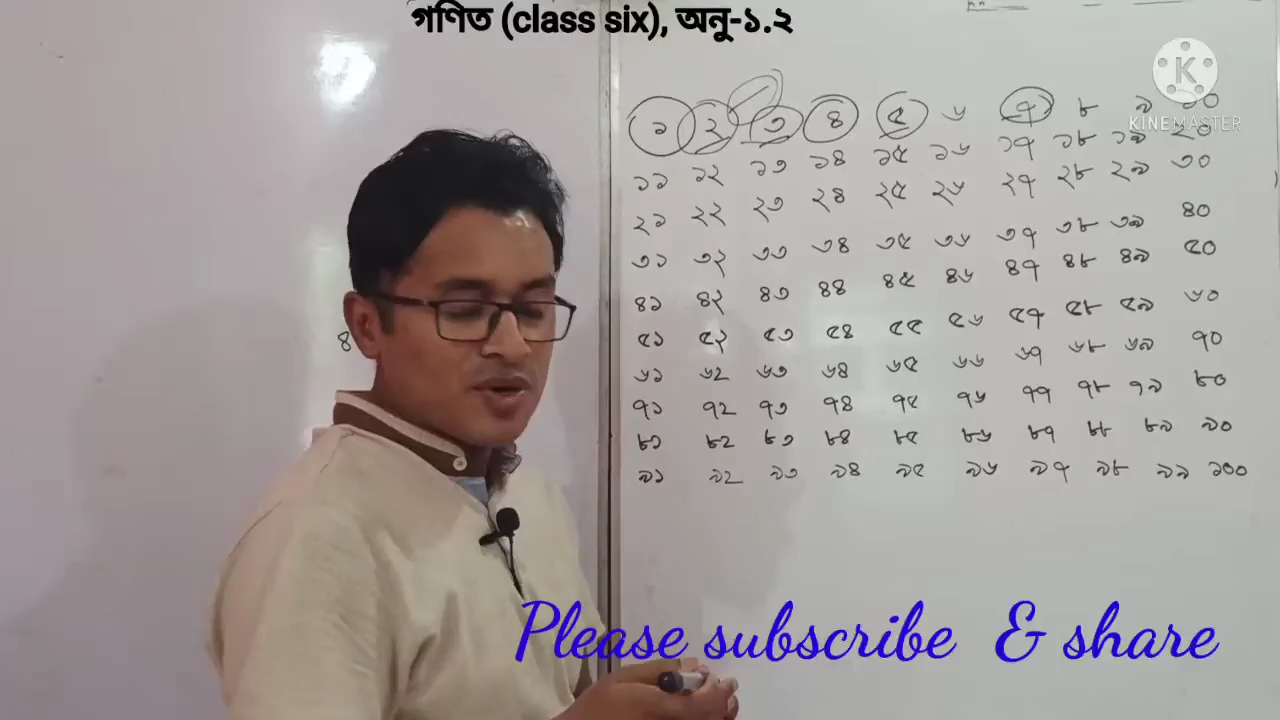 গণিত (class six), অনু-১.২
KINEMASTER
১ ২ ৩ ৪ ৫ ৬ ৭ ৮ ৯ ১০
১১ ১২ ১৩ ১৪ ১৫ ১৬ ১৭ ১৮ ১৯ ২০
২১ ২২ ২৩ ২৪ ২৫ ২৬ ২৭ ২৮ ২৯ ৩০
৩১ ৩২ ৩৩ ৩৪ ৩৫ ৩৬ ৩৭ ৩৮ ৩৯ ৪০
৪১ ৪২ ৪৩ ৪৪ ৪৫ ৪৬ ৪৭ ৪৮ ৪৯ ৫০
৫১ ৫২ ৫৩ ৫৪ ৫৫ ৫৬ ৫৭ ৫৮ ৫৯ ৬০
৬১ ৬২ ৬৩ ৬৪ ৬৫ ৬৬ ৬৭ ৬৮ ৬৯ ৭০
৭১ ৭২ ৭৩ ৭৪ ৭৫ ৭৬ ৭৭ ৭৮ ৭৯ ৮০
৮১ ৮২ ৮৩ ৮৪ ৮৫ ৮৬ ৮৭ ৮৮ ৮৯ ৯০
৯১ ৯২ ৯৩ ৯৪ ৯৫ ৯৬ ৯৭ ৯৮ ৯৯ ১০০
৪
Please subscribe & share